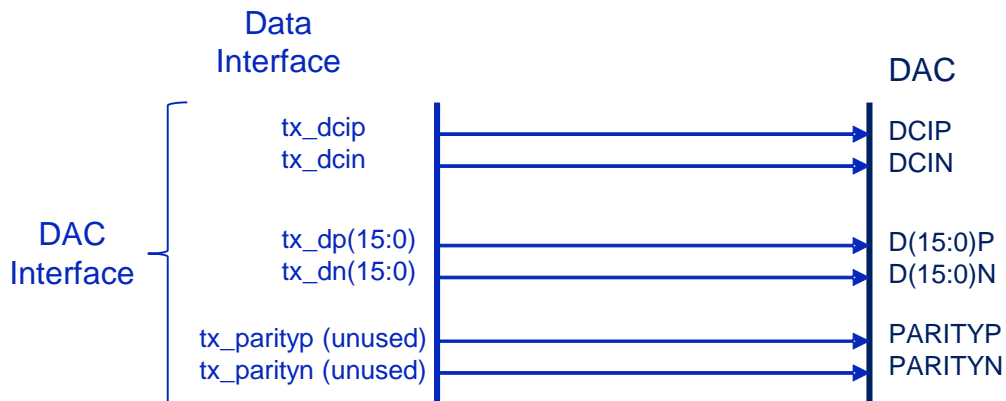 Data
Interface
DAC
tx_dcip
DCIP
tx_dcin
DCIN
DAC
Interface
tx_dp(15:0)
D(15:0)P
tx_dn(15:0)
D(15:0)N
tx_parityp (unused)
PARITYP
tx_parityn (unused)
PARITYN